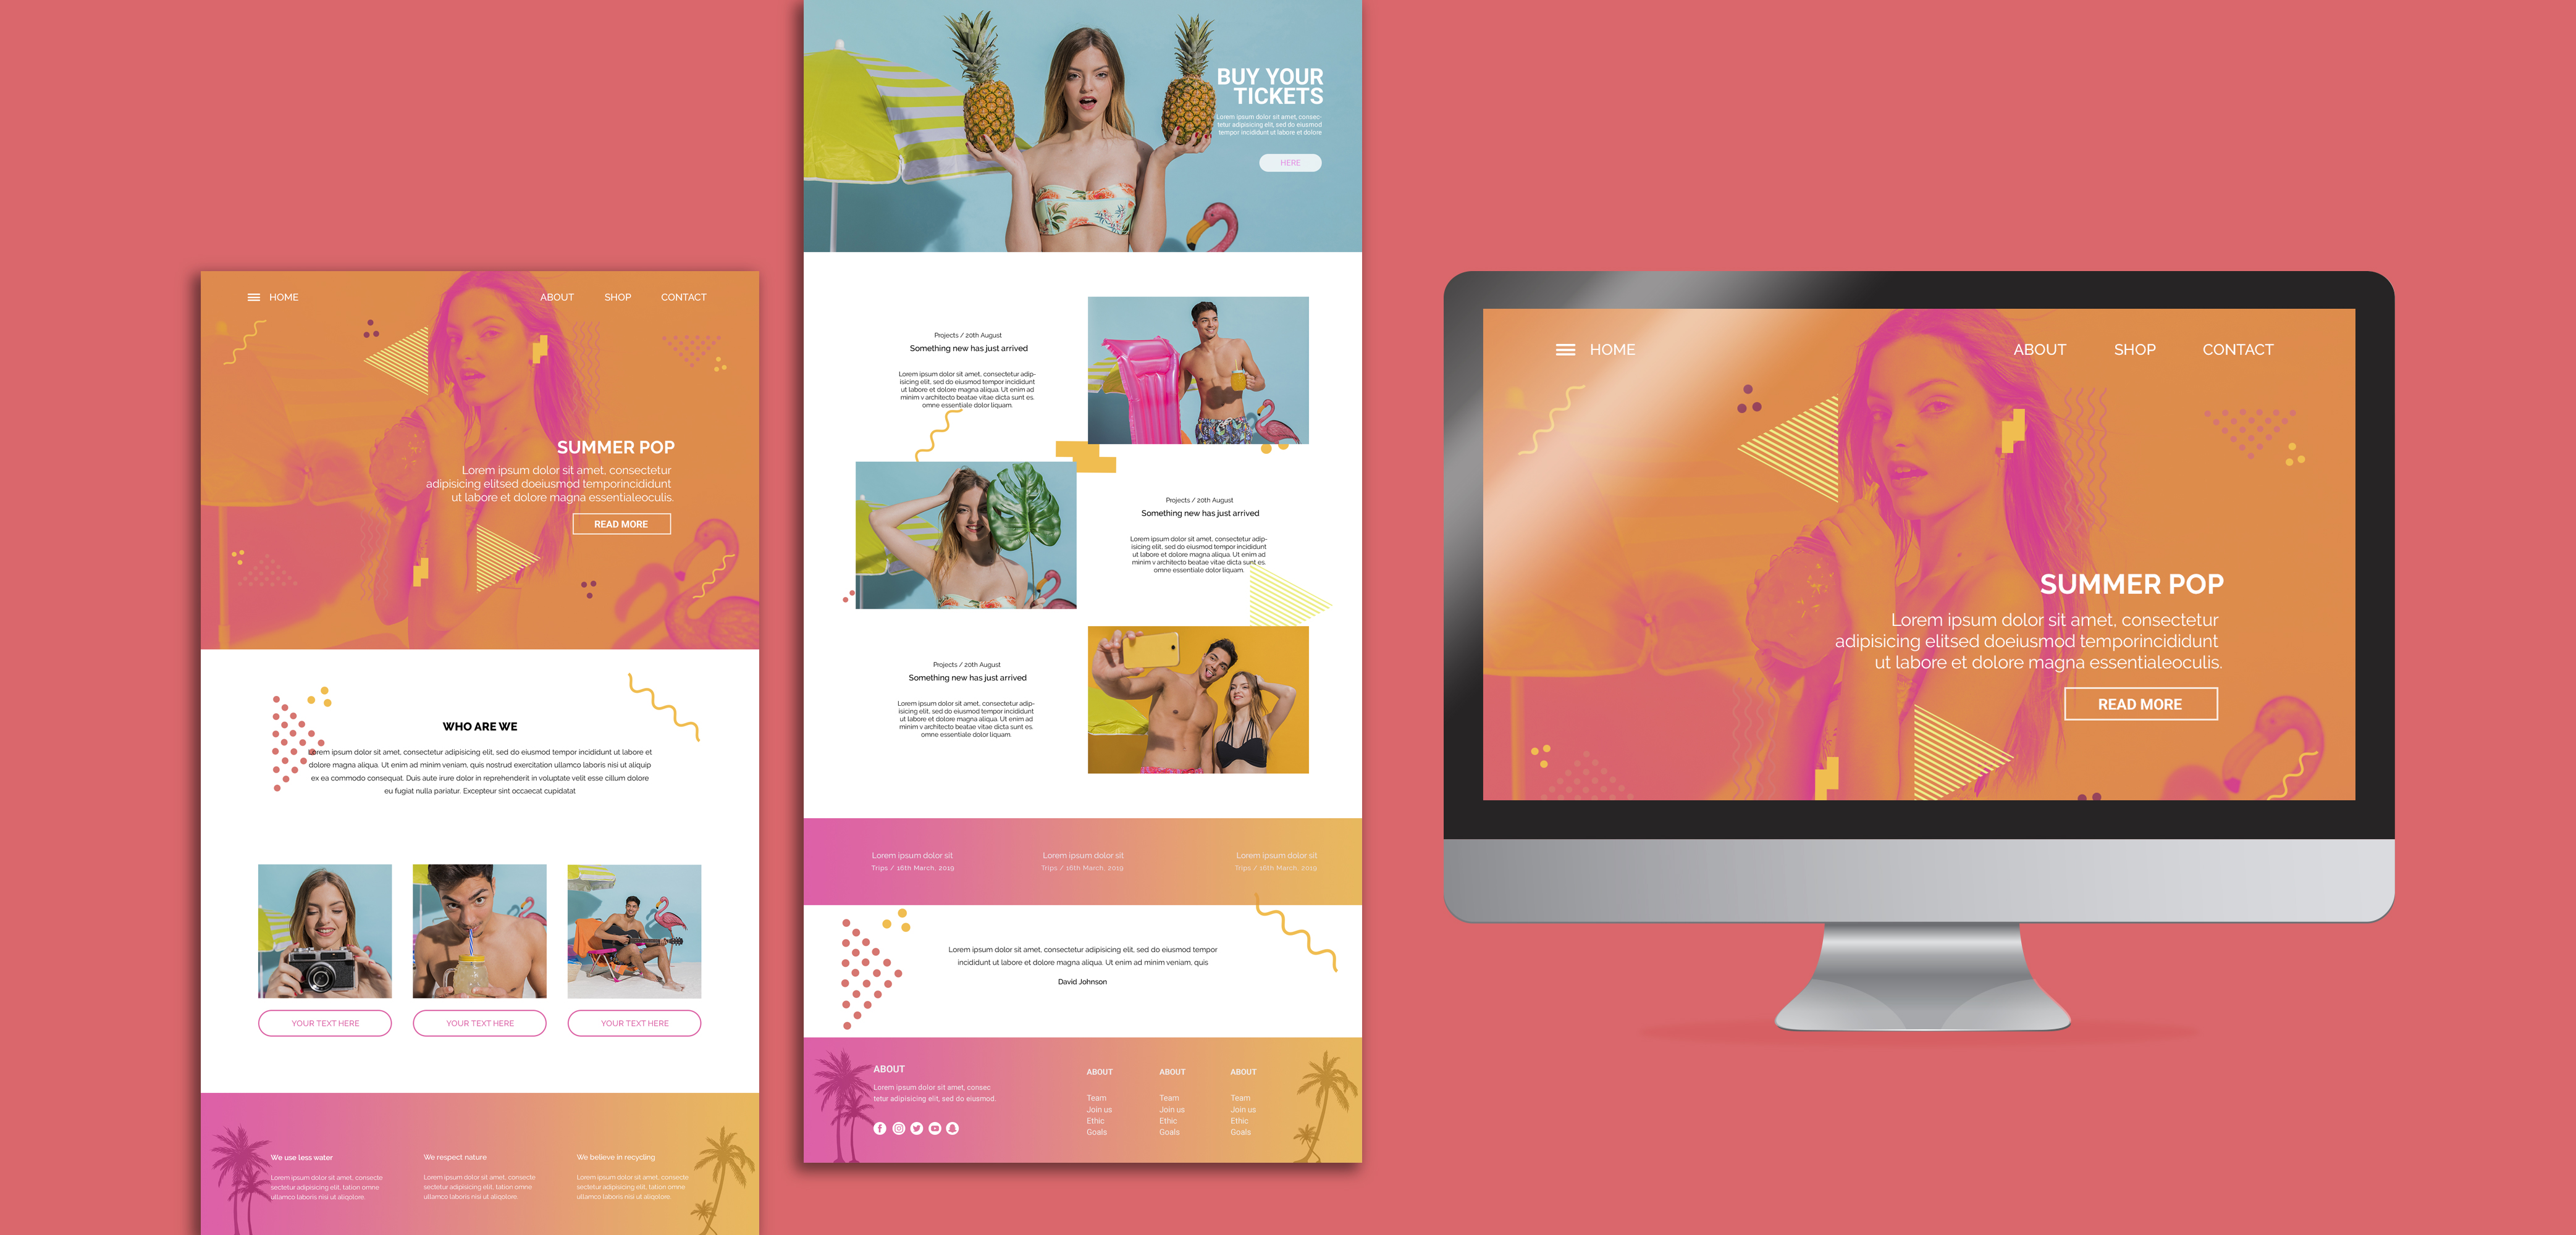 HOME
ABOUT SHOP CONTACT
SUMMER POP
Lorem ipsum dolor sit amet, consectetur
adipisicing elitsed doeiusmod temporincididunt
ut labore et dolore magna essentialeoculis.
READ MORE
WHO ARE WE
Lorem ipsum dolor sit amet, consectetur adipisicing elit, sed do eiusmod tempor incididunt ut labore et
dolore magna aliqua. Ut enim ad minim veniam, quis nostrud exercitation ullamco laboris nisi ut aliquip
ex ea commodo consequat. Duis aute irure dolor in reprehenderit in voluptate velit esse cillum dolore
eu fugiat nulla pariatur. Excepteur sint occaecat cupidatat
YOUR TEXT HERE
YOUR TEXT HERE
YOUR TEXT HERE
We use less water
Lorem ipsum dolor sit amet, consecte
sectetur adipisicing elit, tation omne
ullamco laboris nisi ut aliqolore
We respect nature
Lorem ipsum dolor sit amet, consecte
sectetur adipisicing elit, tation omne
ullamco laboris nisi ut aliqolore
We believe in recycling
Lorem ipsum dolor sit amet, consecte
sectetur adipisicing elit, tation omne
ullamco laboris nisi ut aliqolore
BUY YOUR
TICKETS
Lorem ipsum dolor sit amet, consec-
tetur adipisicing elit, sed do eiusmod
tempor incididunt ut labore et dolore
HERE
Projects / 20th August
Something new has just arrived
Lorem ipsum dolor sit amet, consectetur adip-
isicing elit, sed do eiusmod tempor incididunt
ut labore et dolore magna aliqua. Ut enim ad
minim v architecto beatae vitae dicta sunt es.
omne essentiale dolor liquam.
Projects / 20th August
Something new has just arrived
Lorem ipsum dolor sit amet, consectetur adip-
isicing elit, sed do eiusmod tempor incididunt
ut labore et dolore magna aliqua. Ut enim ad
minim v architecto beatae vitae dicta sunt es.
omne essentiale dolor liquam.
Projects / 20th August
Something new has just arrived
Lorem ipsum dolor sit amet, consectetur adip-
isicing elit, sed do eiusmod tempor incididunt
ut labore et dolore magna aliqua. Ut enim ad
minim v architecto beatae vitae dicta sunt es.
omne essentiale dolor liquam.
Lorem ipsum dolor sit
Trips / 16th March, 2019
Lorem ipsum dolor sit
Trips / 16th March, 2019
Lorem ipsum dolor sit
Trips / 16th March, 2019
Lorem ipsum dolor sit amet, consectetur adipisicing elit, sed do eiusmod tempor
incididunt ut labore et dolore magna aliqua. Ut enim ad minim veniam, quis
David Johnson
ABOUT
Lorem ipsum dolor sit amet, consec
tetur adipisicing elit, sed do eiusmod.
ABOUT
Team
Join us
Ethic
Goals
ABOUT
Team
Join us
Ethic
Goals
ABOUT
Team
Join us
Ethic
Goals
HOME
ABOUT SHOP CONTACT
SUMMER POP
Lorem ipsum dolor sit amet, consectetur
adipisicing elitsed doeiusmod temporincididunt
ut labore et dolore magna essentialeoculis.
READ MORE